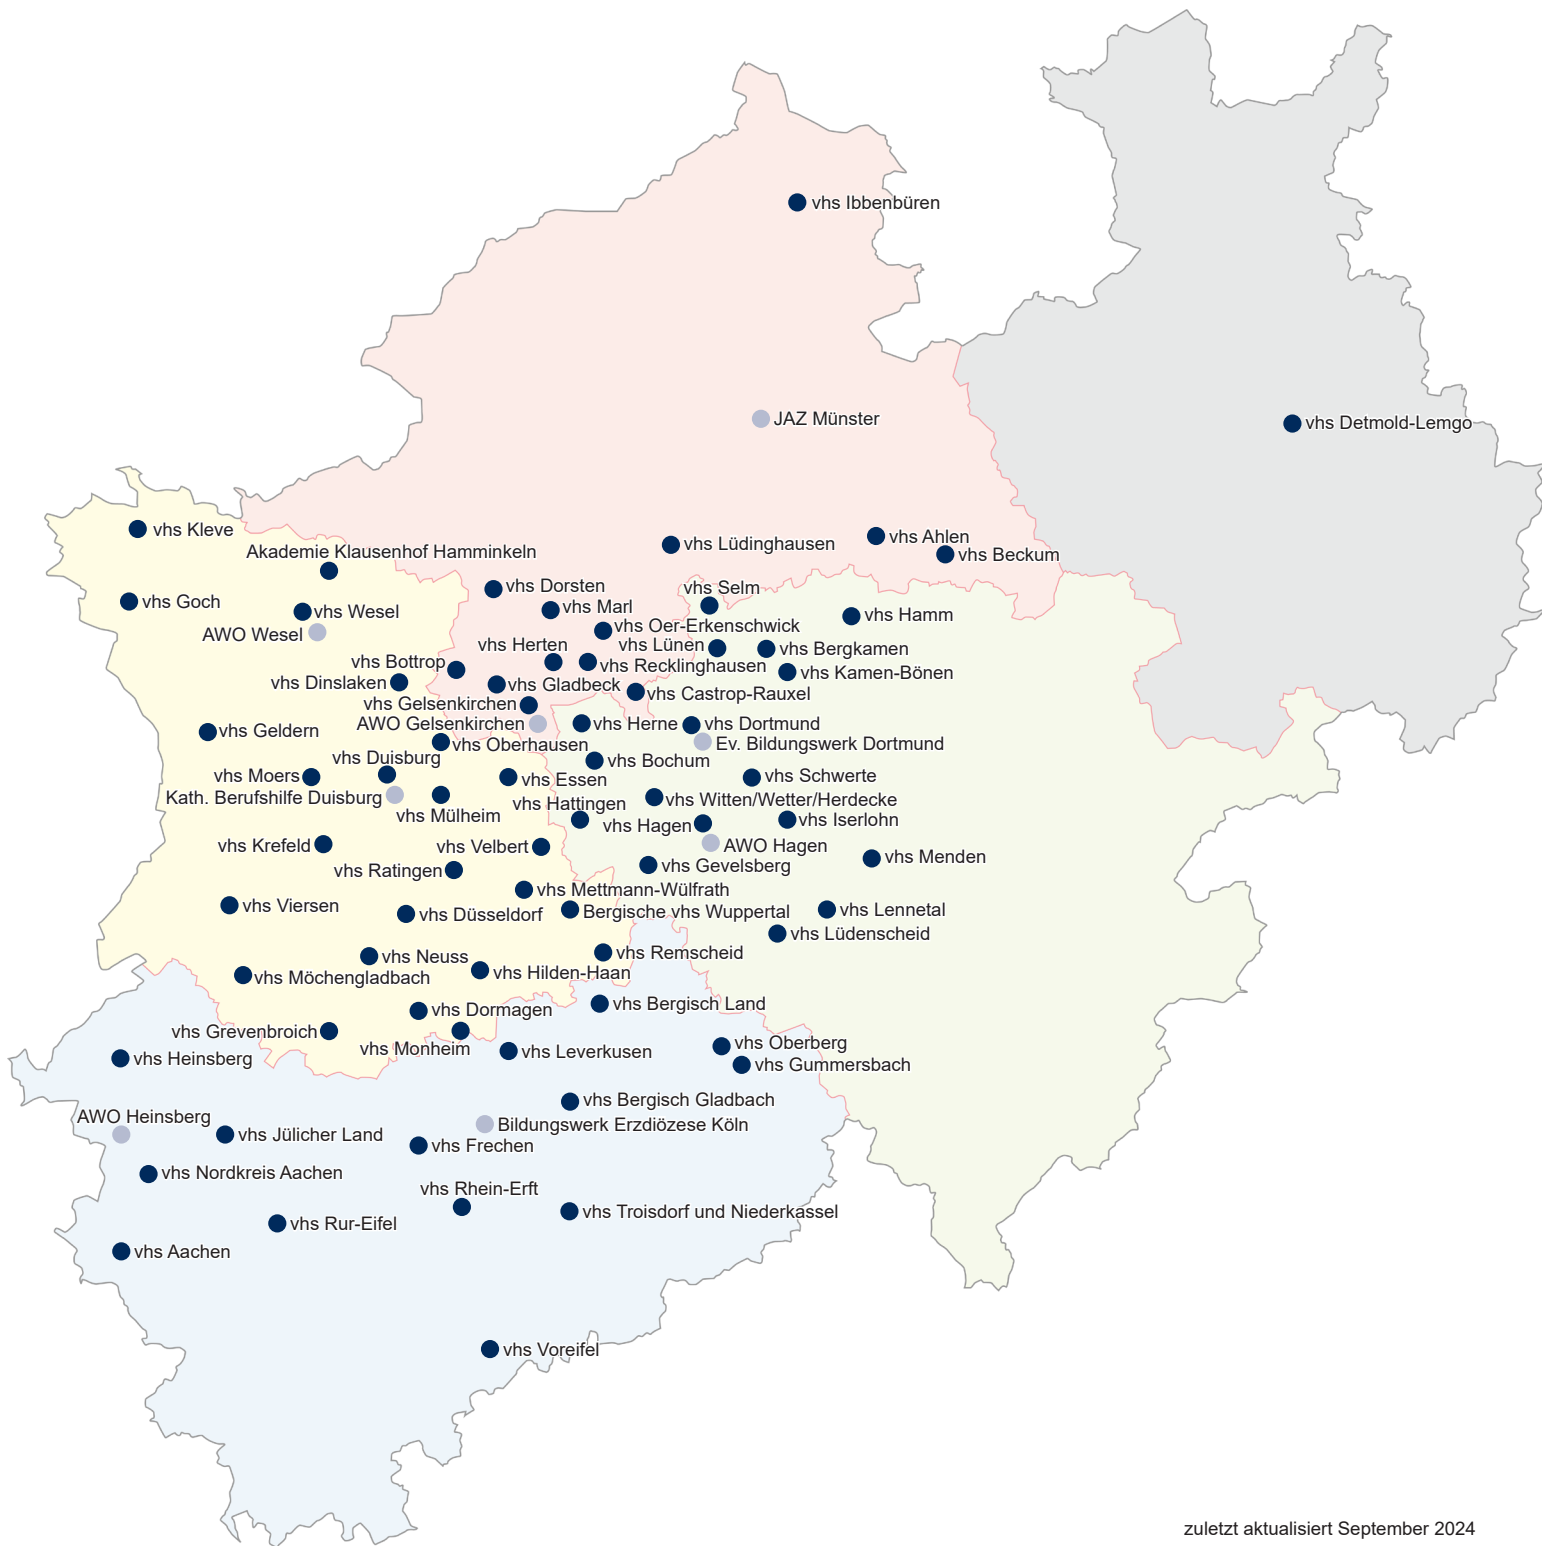 vhs Ibbenbüren
JAZ Münster
vhs Detmold-Lemgo
vhs Kleve
Akademie Klausenhof Hamminkeln
vhs Lüdinghausen
vhs Ahlen
vhs Beckum
vhs Goch
vhs Wesel
AWO Wesel
vhs Dorsten
vhs Marl
vhs Selm
vhs Hamm
vhs Oer-Erkenschwick
vhs Herten
vhs Lünen
vhs Bergkamen
vhs Bottrop
vhs Recklinghausen
vhs Kamen-Bönen
vhs Dinslaken
vhs Gladbeck
vhs Castrop-Rauxel
vhs Gelsenkirchen
AWO Gelsenkirchen
vhs Herne
vhs Dortmund
vhs Geldern
vhs Oberhausen
Ev. Bildungswerk Dortmund
vhs Duisburg
vhs Bochum
vhs Moers
vhs Essen
vhs Schwerte
Kath. Berufshilfe Duisburg
vhs Hattingen
vhs Witten/Wetter/Herdecke
vhs Mülheim
vhs Hagen
vhs Iserlohn
vhs Krefeld
vhs Velbert
AWO Hagen
vhs Menden
vhs Ratingen
vhs Gevelsberg
vhs Mettmann-Wülfrath
vhs Viersen
vhs Düsseldorf
Bergische vhs Wuppertal
vhs Lennetal
vhs Lüdenscheid
vhs Neuss
vhs Remscheid
vhs Möchengladbach
vhs Hilden-Haan
vhs Dormagen
vhs Bergisch Land
vhs Grevenbroich
vhs Monheim
vhs Oberberg
vhs Heinsberg
vhs Leverkusen
vhs Gummersbach
vhs Bergisch Gladbach
AWO Heinsberg
Bildungswerk Erzdiözese Köln
vhs Jülicher Land
vhs Frechen
vhs Nordkreis Aachen
vhs Rhein-Erft
vhs Troisdorf und Niederkassel
vhs Rur-Eifel
vhs Aachen
vhs Voreifel
zuletzt aktualisiert September 2024